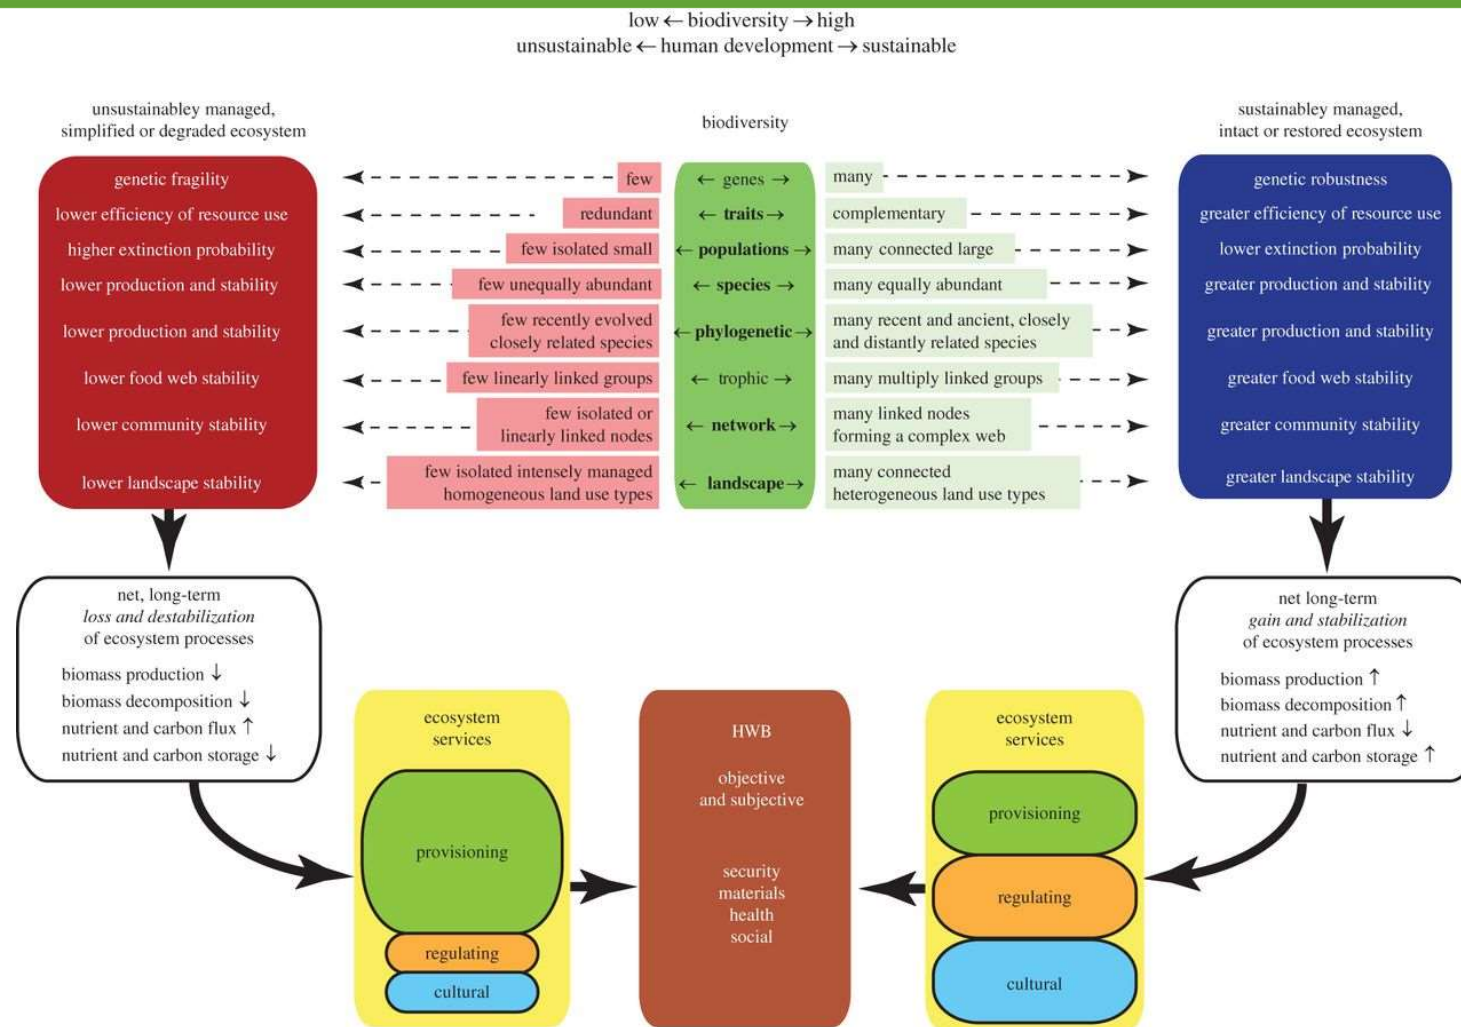 low ← biodiversity → high
unsustainable ← human development → sustainable
unsustainabley managed,
simplified or degraded ecosystem
biodiversity
sustainabley managed,
intact or restored ecosystem
genetic fragility
few
← genes →
many
genetic robustness
lower efficiency of resource use
redundant
← traits →
complementary
greater efficiency of resource use
higher extinction probability
few isolated small
← populations →
many connected large
lower extinction probability
lower production and stability
few unequally abundant
← species →
many equally abundant
greater production and stability
lower production and stability
few recently evolved
closely related species
← phylogenetic →
many recent and ancient, closely
and distantly related species
greater production and stability
lower food web stability
few linearly linked groups
← trophic →
many multiply linked groups
greater food web stability
lower community stability
few isolated or
linearly linked nodes
← network →
many linked nodes
forming a complex web
greater community stability
lower landscape stability
few isolated intensely managed
homogeneous land use types
← landscape →
many connected
heterogeneous land use types
greater landscape stability
net, long-term
loss and destabilization
of ecosystem processes
biomass production ↓
biomass decomposition ↓
nutrient and carbon flux ↑
nutrient and carbon storage ↓
net long-term
gain and stabilization
of ecosystem processes
biomass production ↑
biomass decomposition ↑
nutrient and carbon flux ↓
nutrient and carbon storage ↑
ecosystem
services
provisioning
regulating
cultural
HWB
objective
and subjective
security
materials
health
social
ecosystem
services
provisioning
regulating
cultural